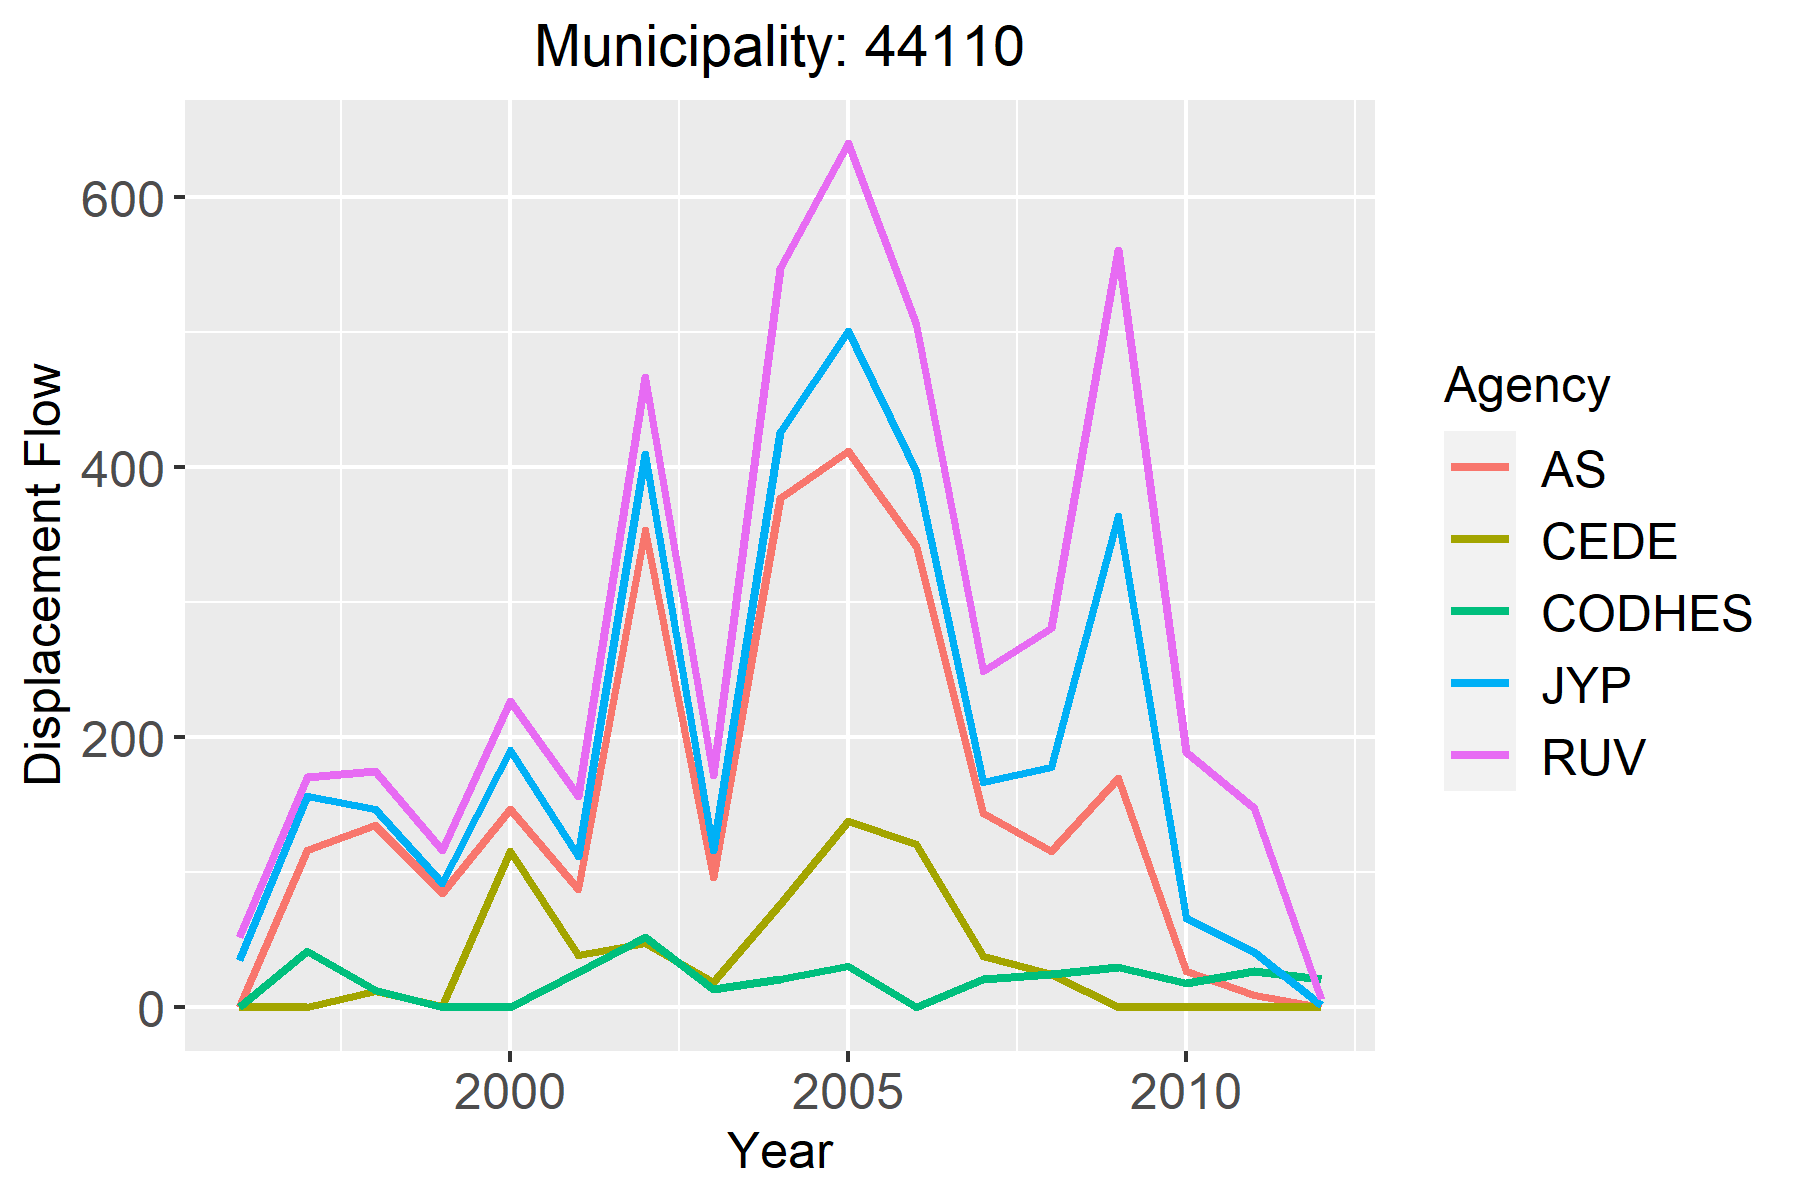 Municipality: 44110
Displacement Flow
600
400
200
0
2000 2005 2010
Year
Agency
AS
CEDE
CODHES
JYP
RUV